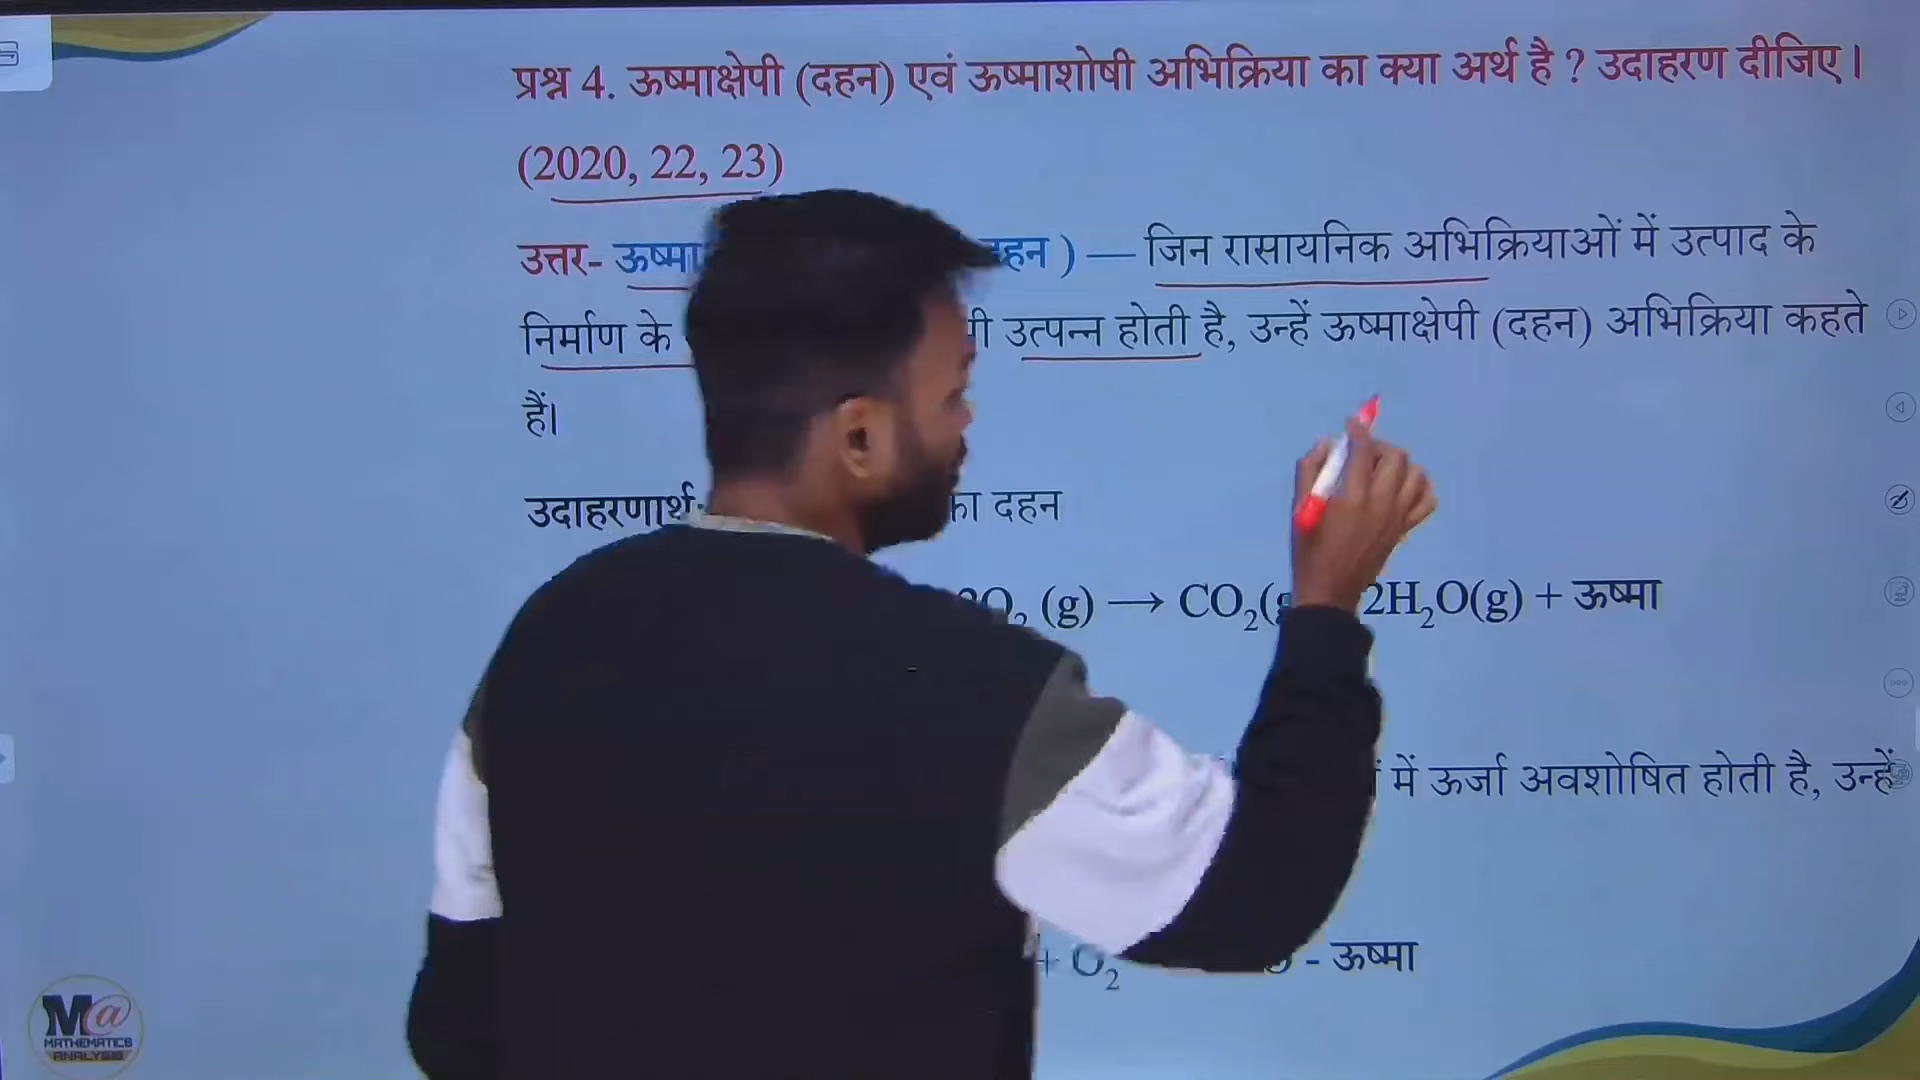 प्रश्न 4. ऊष्माक्षेपी (दहन) एवं ऊष्माशोषी अभिक्रिया का क्या अर्थ है ? उदाहरण दीजिए।
(2020, 22, 23)
उत्तर- ) — जिन रासायनिक अभिक्रियाओं में उत्पाद के
निर्माण के उत्पन्न होती है, उन्हें ऊष्माक्षेपी (दहन) अभिक्रिया कहते
हैं।
उदाहरणार्थ: का दहन
(g) → CO₂( 2H₂O(g) + ऊष्मा
में ऊर्जा अवशोषित होती है, उन्हें
+ O₂ - ऊष्मा
M@
MATHEMATICS
ANALYSIS